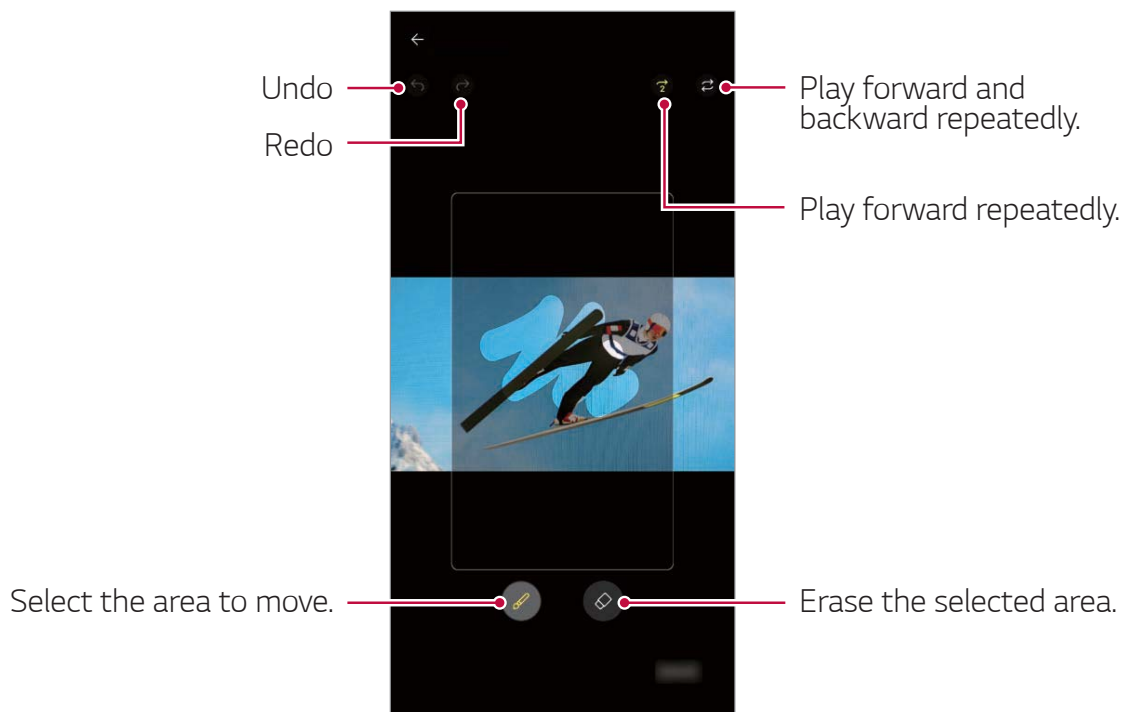 Undo
Redo
2
Play forward and
backward repeatedly.
Play forward repeatedly.
Select the area to move.
Erase the selected area.